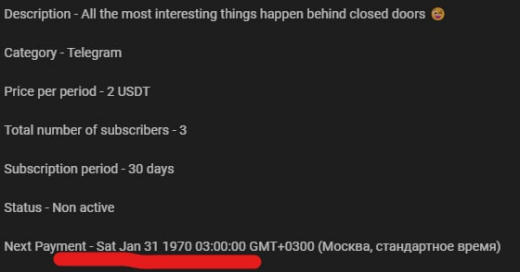 Description - All the most interesting things happen behind closed doors 🥵
Category - Telegram
Price per period - 2 USDT
Total number of subscribers - 3
Subscription period - 30 days
Status - Non active
Next Payment - Sat Jan 31 1970 03:00:00 GMT+0300 (Москва, стандартное время)